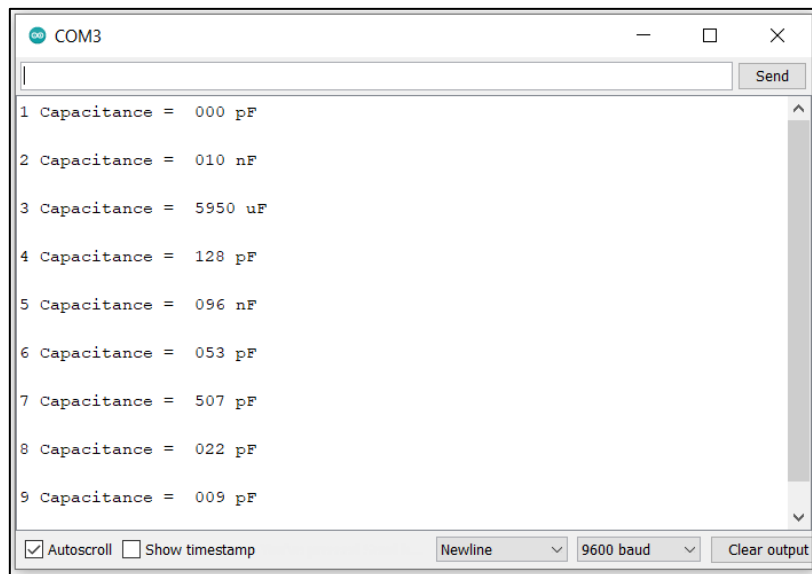 COM3
Send
1 Capacitance =  000 pF
2 Capacitance =  010 nF
3 Capacitance =  5950 uF
4 Capacitance =  128 pF
5 Capacitance =  096 nF
6 Capacitance =  053 pF
7 Capacitance =  507 pF
8 Capacitance =  022 pF
9 Capacitance =  009 pF
Autoscroll Show timestamp Newline 9600 baud Clear output